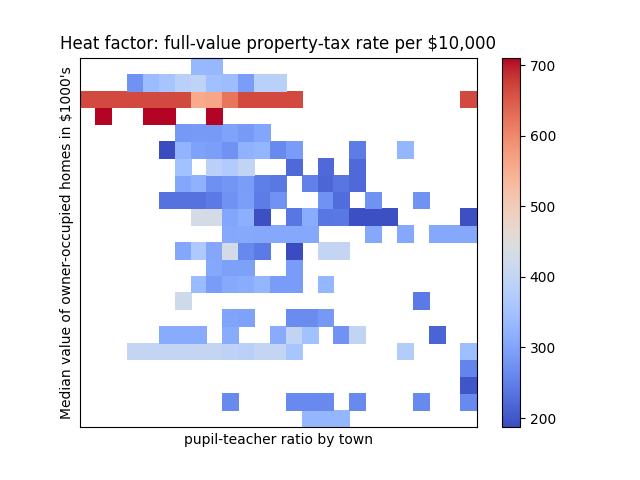 Heat factor: full-value property-tax rate per $10,000
Median value of owner-occupied homes in $1000's
pupil-teacher ratio by town
700
600
500
400
300
200